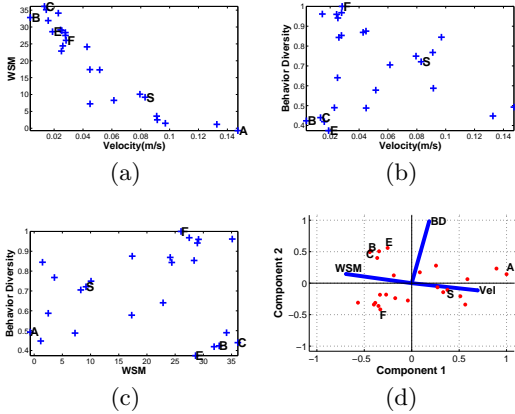 35
30
25
20
15
10
5
0
WSM
C
B
E
F
S
A
0.02 0.04 0.06 0.08 0.1 0.12 0.14
Velocity(m/s)
(a)
1
0.9
0.8
0.7
0.6
0.5
0.4
Behavior Diversity
F
S
B
C
E
0.02 0.04 0.06 0.08 0.1 0.12 0.14
Velocity(m/s)
(b)
1
0.9
0.8
0.7
0.6
0.5
0.4
Behavior Diversity
F
S
A
B
C
E
0 5 10 15 20 25 30 35
WSM
(c)
1
0.5
0
−0.5
−1
Component 2
BD
B
E
C
WSM
A
Vel
S
F
−1 −0.5 0 0.5 1
Component 1
(d)